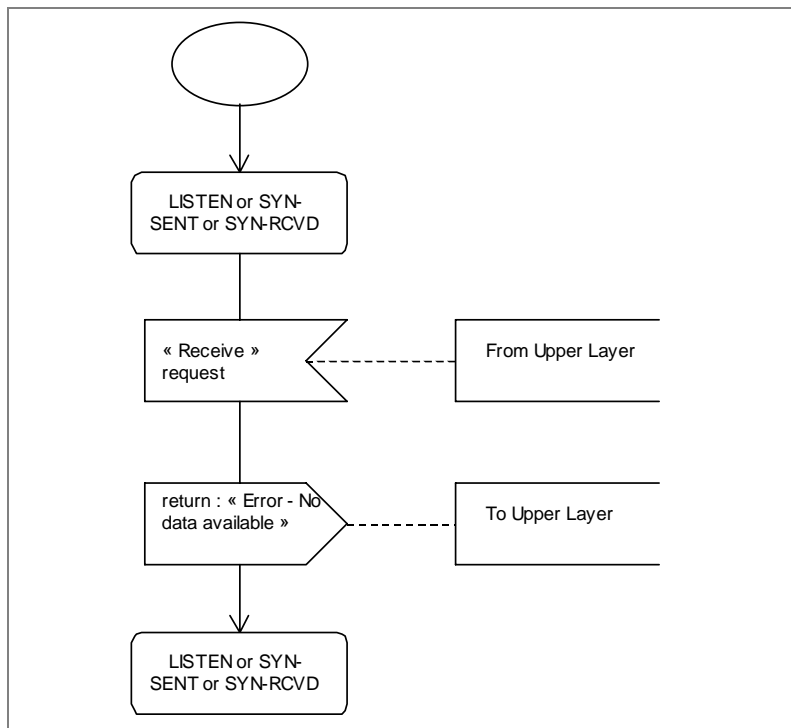 LISTEN or SYN-
SENT or SYN-RCVD
« Receive »
request
From Upper Layer
return : « Error - No
data available »
To Upper Layer
LISTEN or SYN-
SENT or SYN-RCVD